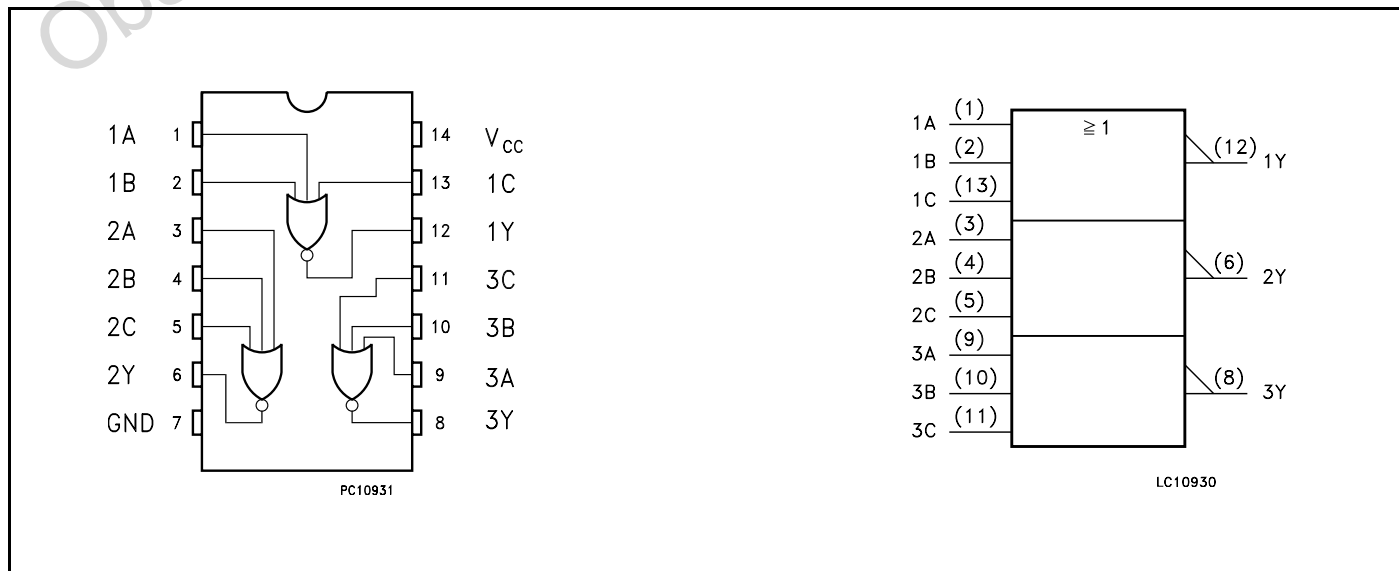 Obs
1A 1 14 VCC
1B 2 13 1C
2A 3 12 1Y
2B 4 11 3C
2C 5 10 3B
2Y 6 9 3A
GND 7 8 3Y
PC10931
≧ 1
1A (1)
1B (2)
1C (13)
2A (3)
2B (4)
2C (5)
3A (9)
3B (10)
3C (11)
(12) 1Y
(6) 2Y
(8) 3Y
LC10930